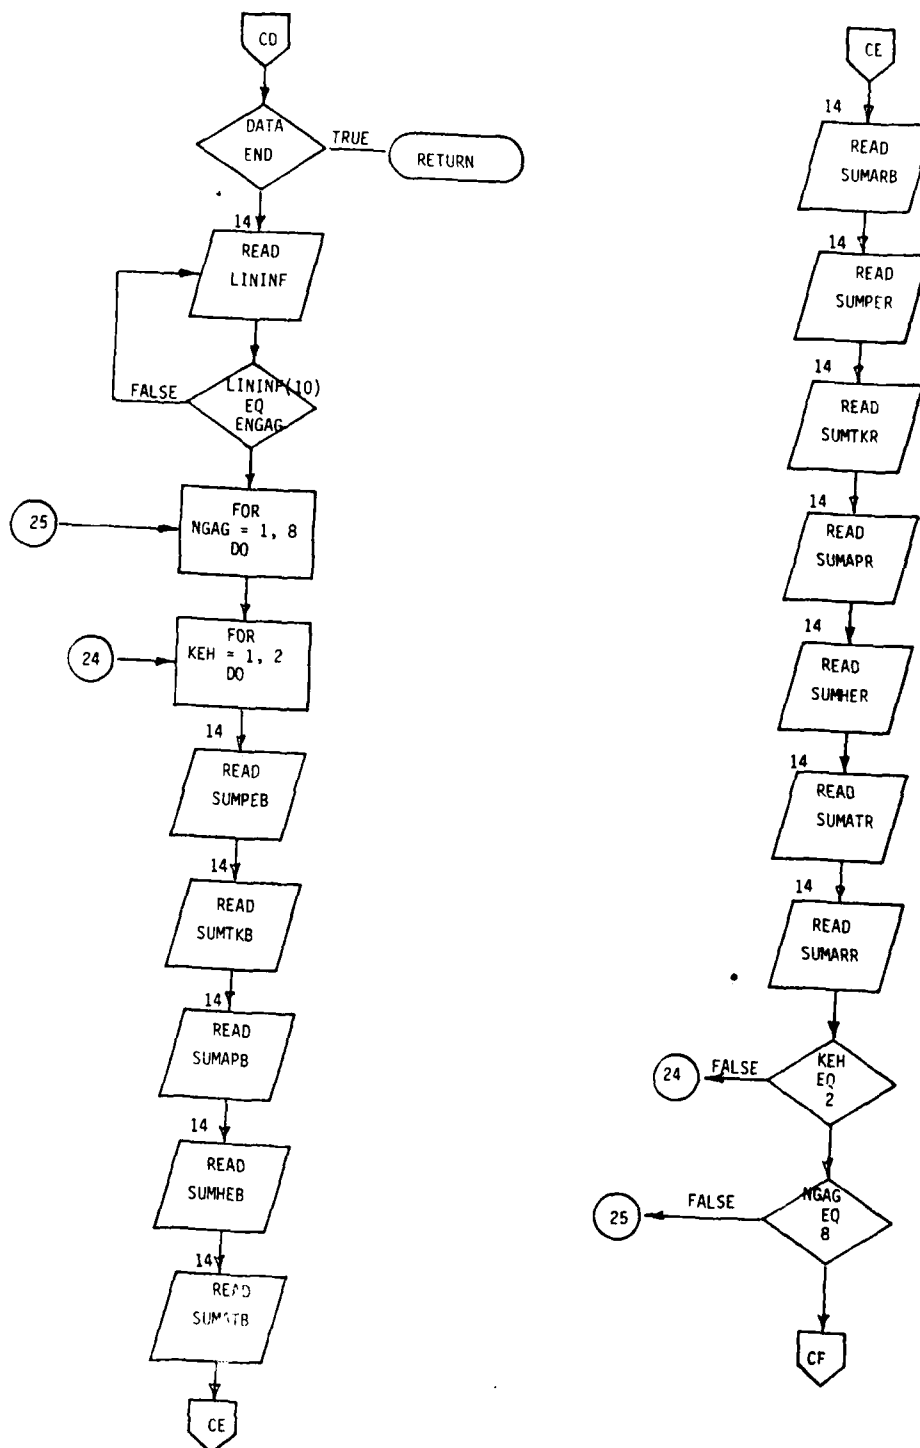 CD
DATA
END
TRUE
RETURN
14
READ
LININF
FALSE
LININF(10)
EQ
ENGAG
25
FOR
NGAG = 1, 8
DO
24
FOR
KEH = 1, 2
DO
14
READ
SUMPEB
14
READ
SUMTKB
14
READ
SUMAPB
14
READ
SUMHEB
14
READ
SUMATB
CE
CE
14
READ
SUMARB
14
READ
SUMPER
14
READ
SUMTKR
14
READ
SUMAPR
14
READ
SUMHER
14
READ
SUMATR
14
READ
SUMARR
24
FALSE
KEH
EQ
2
25
FALSE
NGAG
EQ
8
CF